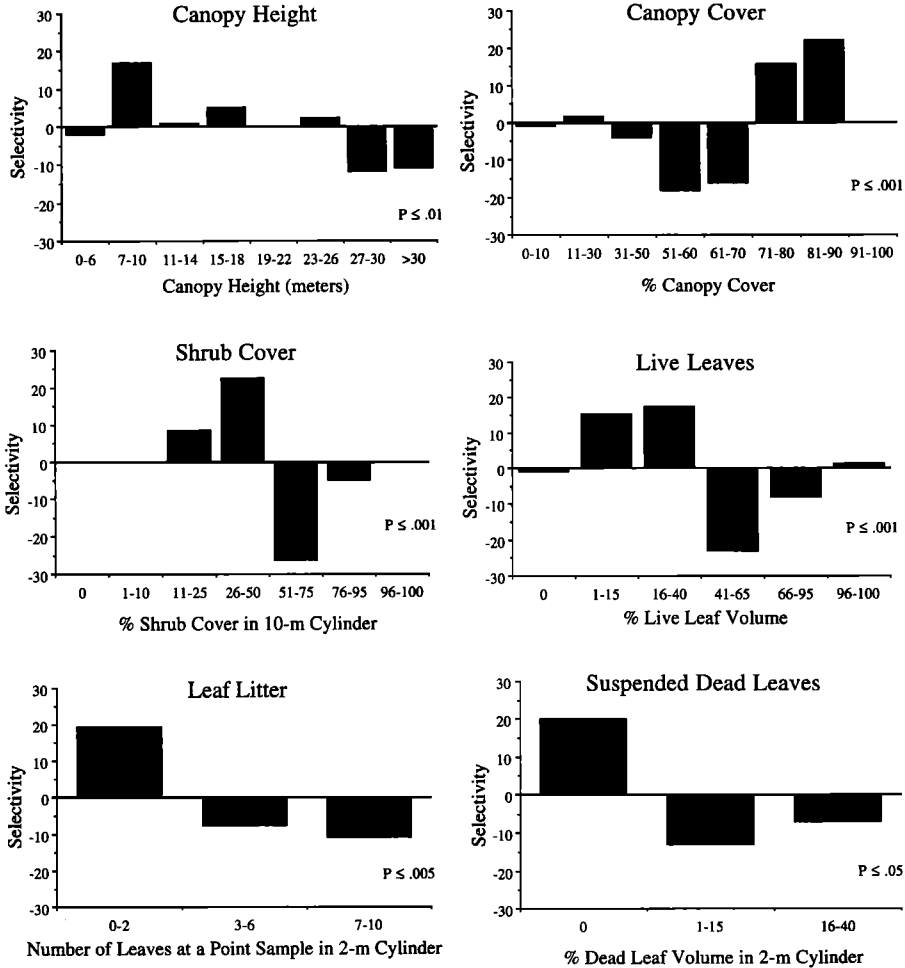 Canopy Height
30
20
10
0
-10
-20
-30
Selectivity
P ≤ .01
0-6 7-10 11-14 15-18 19-22 23-26 27-30 >30
Canopy Height (meters)
Canopy Cover
30
20
10
0
-10
-20
-30
Selectivity
P ≤ .001
0-10 11-30 31-50 51-60 61-70 71-80 81-90 91-100
% Canopy Cover
Shrub Cover
30
20
10
0
-10
-20
-30
Selectivity
P ≤ .001
0 1-10 11-25 26-50 51-75 76-95 96-100
% Shrub Cover in 10-m Cylinder
Live Leaves
30
20
10
0
-10
-20
-30
Selectivity
P ≤ .001
0 1-15 16-40 41-65 66-95 96-100
% Live Leaf Volume
Leaf Litter
30
20
10
0
-10
-20
-30
Selectivity
P ≤ .005
0-2 3-6 7-10
Number of Leaves at a Point Sample in 2-m Cylinder
Suspended Dead Leaves
30
20
10
0
-10
-20
-30
Selectivity
P ≤ .05
0 1-15 16-40
% Dead Leaf Volume in 2-m Cylinder